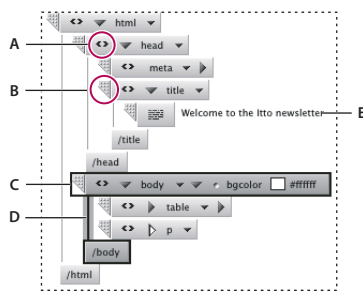 html
A head
meta
B title
Welcome to the Itto newsletter E
/title
/head
C body bgcolor #ffffff
D table
p
/body
/html